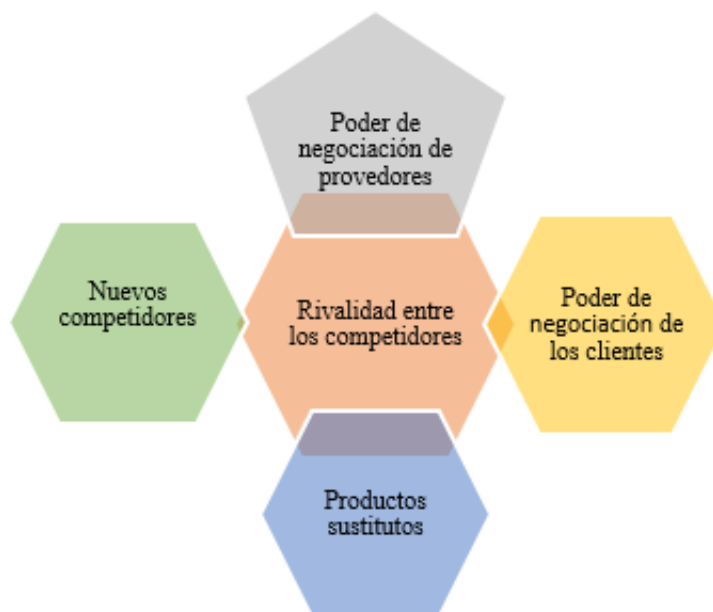 Poder de
negociación de
provedores
Nuevos
competidores
Rivalidad entre
los competidores
Poder de
negociación de
los clientes
Productos
sustitutos